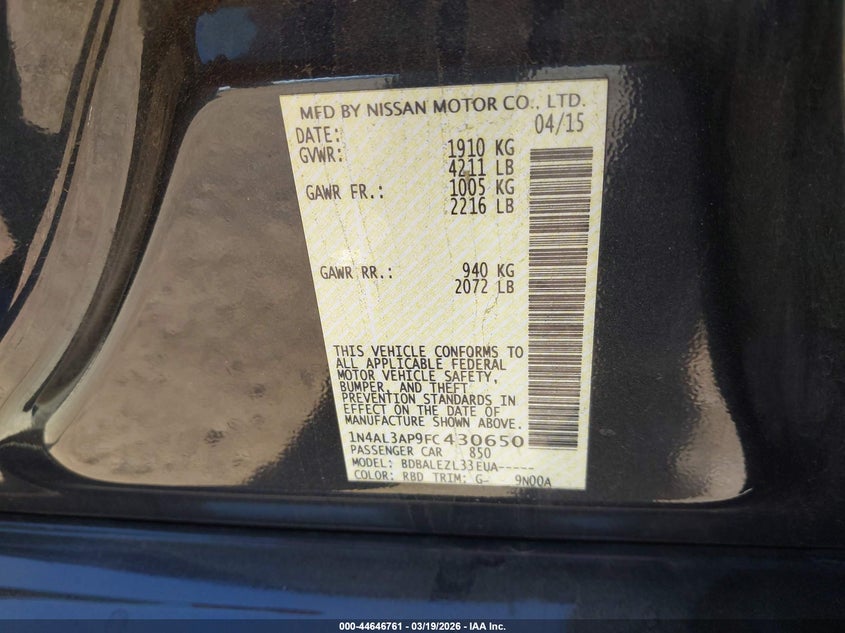 MFD BY NISSAN MOTOR CO., LTD.
DATE: 04/15
GVWR: 1910 KG
4211 LB
GAWR FR.: 1005 KG
2216 LB
GAWR RR.: 940 KG
2072 LB
THIS VEHICLE CONFORMS TO
ALL APPLICABLE FEDERAL
MOTOR VEHICLE SAFETY,
BUMPER, AND THEFT
PREVENTION STANDARDS IN
EFFECT ON THE DATE OF
MANUFACTURE SHOWN ABOVE.
1N4AL3AP9FC430650
PASSENGER CAR 850
MODEL: BDBALEZL33EUA-----
COLOR: RBD TRIM: G- - 9N00A
000-44646761 - 03/19/2026 - IAA Inc.